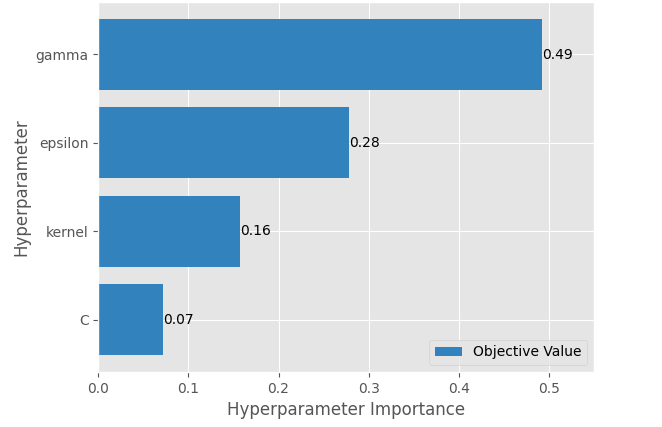 gamma
0.49
epsilon
0.28
kernel
0.16
C
0.07
Objective Value
0.0 0.1 0.2 0.3 0.4 0.5
Hyperparameter Importance
Hyperparameter